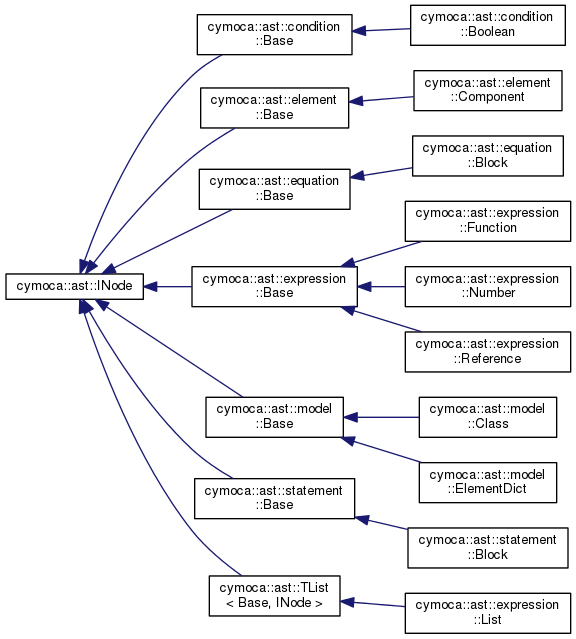 cymoca::ast::condition
::Base
cymoca::ast::condition
::Boolean
cymoca::ast::element
::Base
cymoca::ast::element
::Component
cymoca::ast::equation
::Base
cymoca::ast::equation
::Block
cymoca::ast::INode
cymoca::ast::expression
::Base
cymoca::ast::expression
::Function
cymoca::ast::expression
::Number
cymoca::ast::expression
::Reference
cymoca::ast::model
::Base
cymoca::ast::model
::Class
cymoca::ast::model
::ElementDict
cymoca::ast::statement
::Base
cymoca::ast::statement
::Block
cymoca::ast::TList
< Base, INode >
cymoca::ast::expression
::List